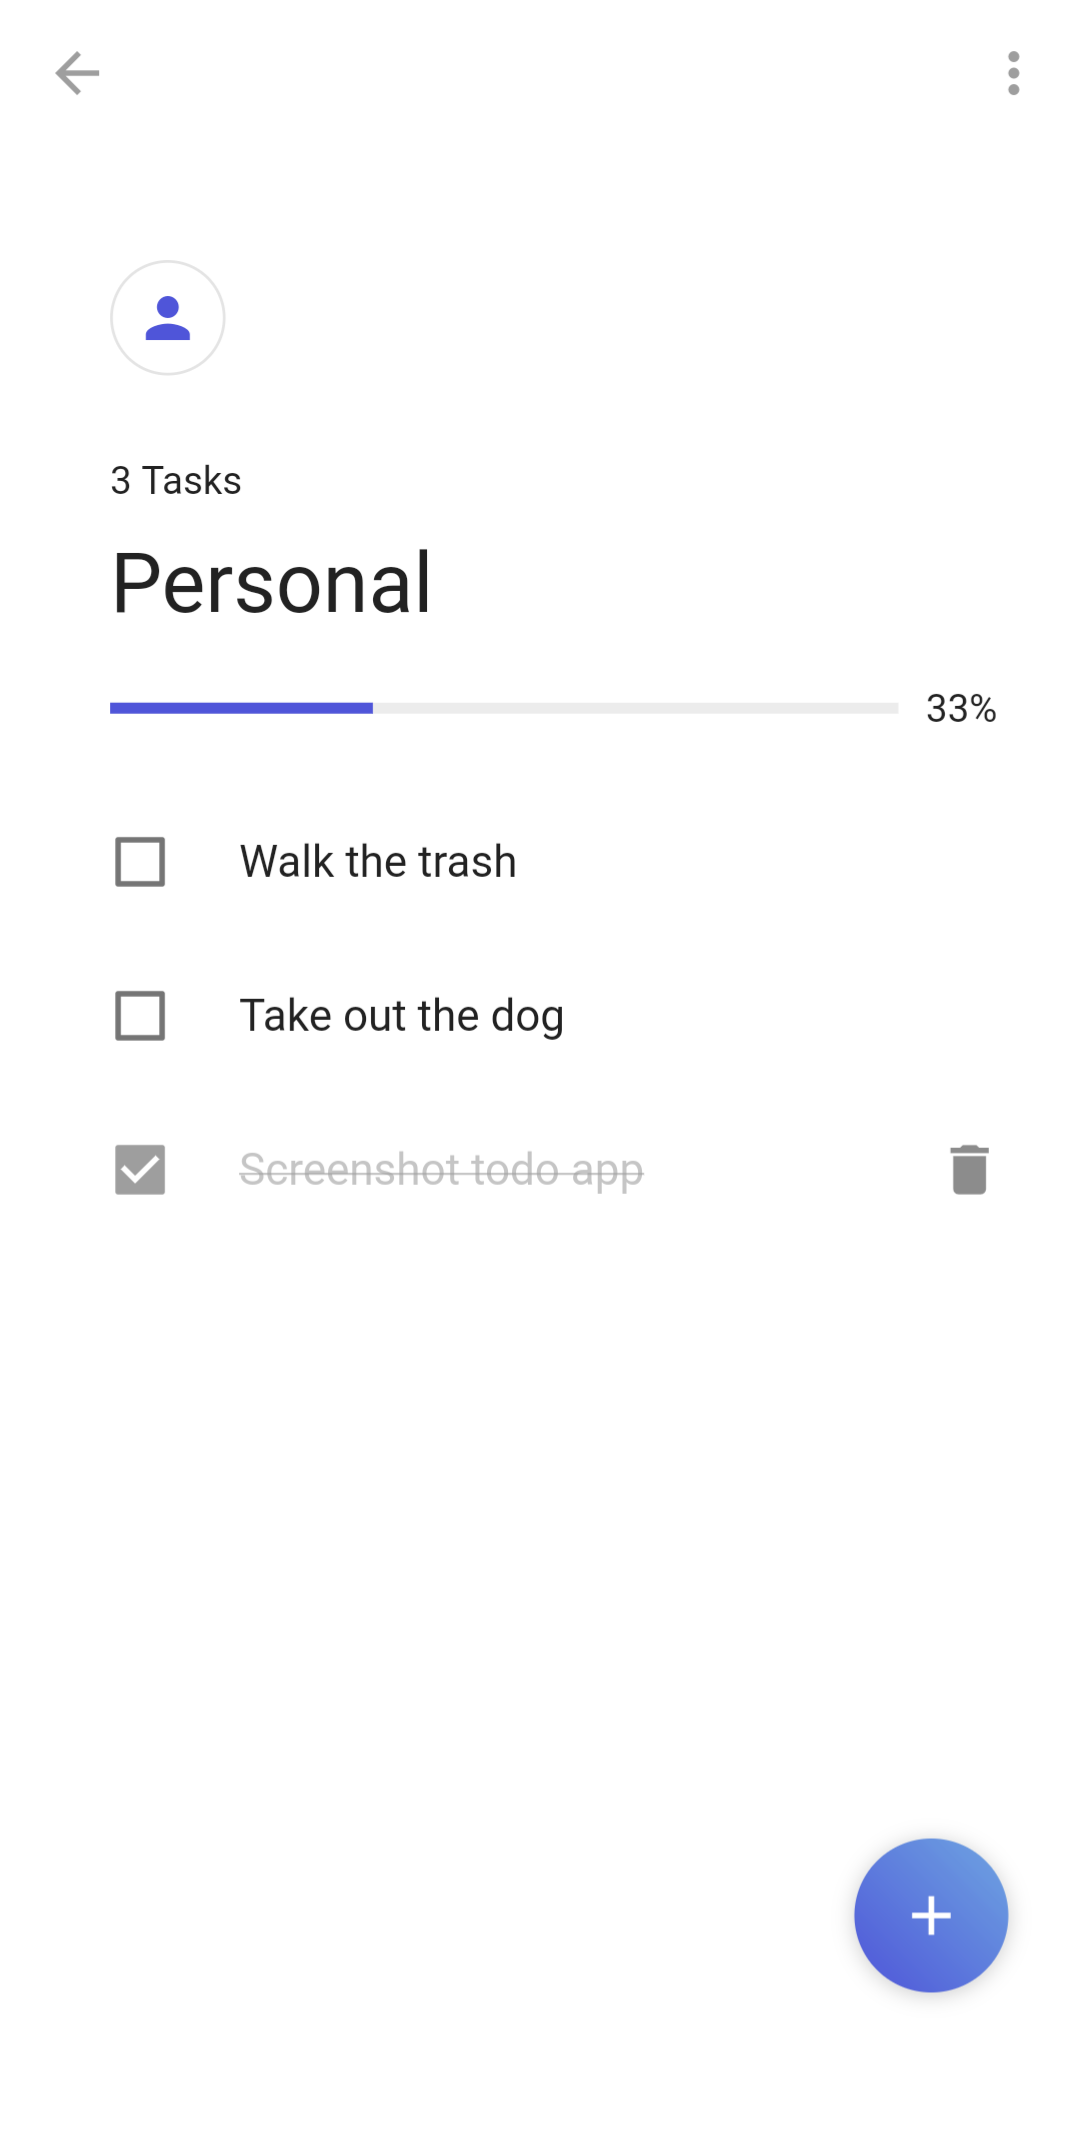 3 Tasks
Personal
33%
Walk the trash
Take out the dog
Screenshot todo app